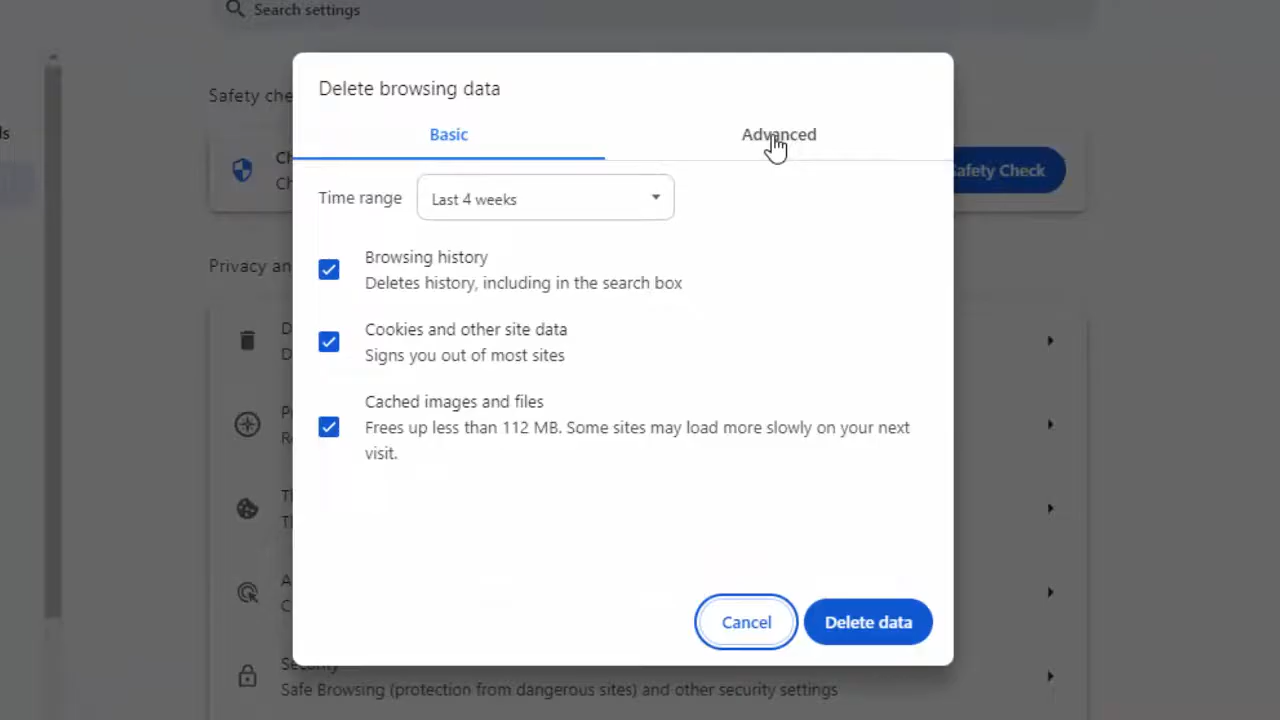 Search settings
Delete browsing data
Basic
Advanced
Safety che
Safety Check
Time range
Last 4 weeks
Browsing history
Deletes history, including in the search box
Privacy an
Cookies and other site data
Signs you out of most sites
Cached images and files
Frees up less than 112 MB. Some sites may load more slowly on your next
visit.
Cancel
Delete data
Security
Safe Browsing (protection from dangerous sites) and other security settings